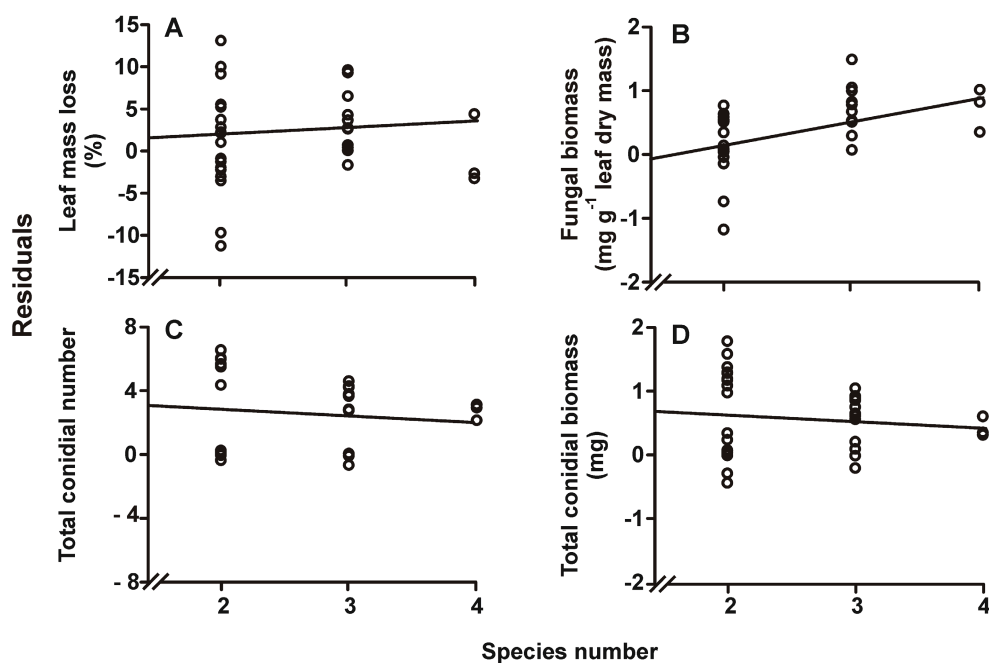 A
15
10
5
0
-5
-10
-15
Leaf mass loss
(%)
B
2
1
0
-1
-2
Fungal biomass
(mg g-1 leaf dry mass)
Residuals
C
8
4
0
- 4
- 8
Total conidial number
2
3
4
D
2
1
0
-1
-2
Total conidial biomass
(mg)
2
3
4
Species number